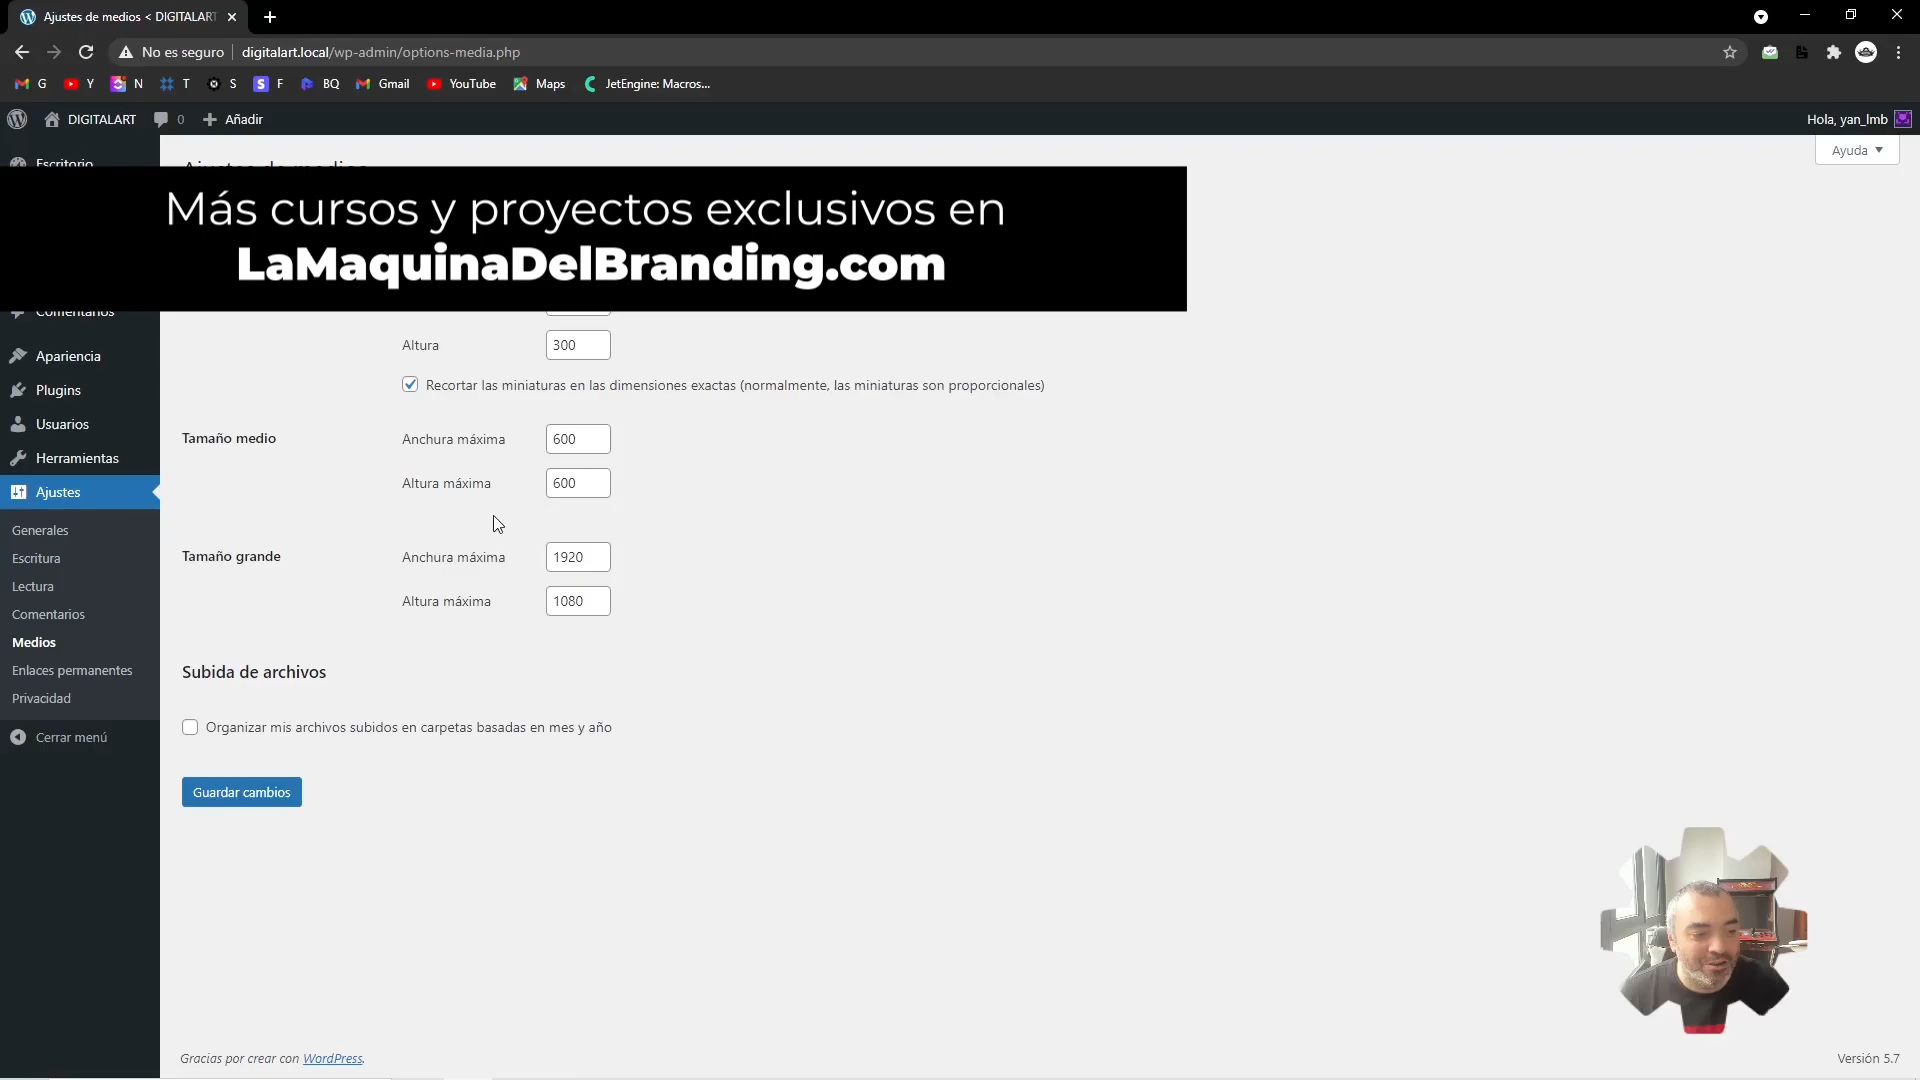 Ajustes de medios < DIGITALART
No es seguro
digitalart.local/wp-admin/options-media.php
G
Y
N
T
S
F
BQ
Gmail
YouTube
Maps
JetEngine: Macros...
DIGITALART
0
Añadir
Hola, yan_lmb
Escritorio
Ajustes de medios
Ayuda
Más cursos y proyectos exclusivos en
LaMaquinaDelBranding.com
Comentarios
Altura
300
Apariencia
Recortar las miniaturas en las dimensiones exactas (normalmente, las miniaturas son proporcionales)
Plugins
Usuarios
Tamaño medio
Anchura máxima
600
Herramientas
Altura máxima
600
Ajustes
Generales
Escritura
Tamaño grande
Anchura máxima
1920
Lectura
Altura máxima
1080
Comentarios
Medios
Enlaces permanentes
Subida de archivos
Privacidad
Organizar mis archivos subidos en carpetas basadas en mes y año
Cerrar menú
Guardar cambios
Gracias por crear con WordPress.
Versión 5.7